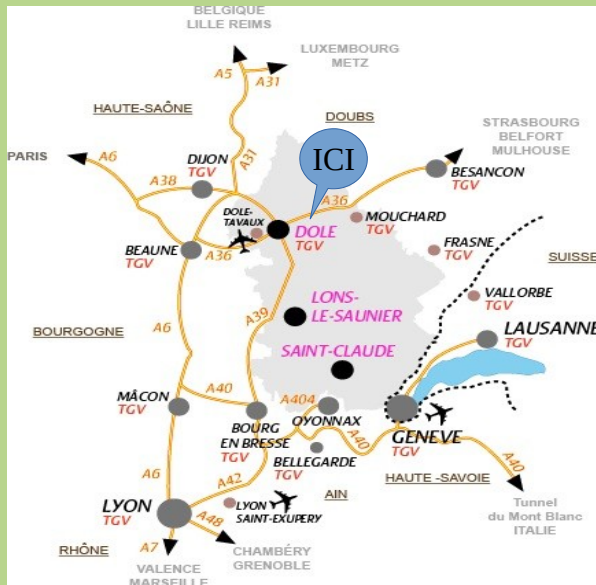 BELGIQUE
LILLE REIMS
LUXEMBOURG
METZ
A5
A31
HAUTE-SAÔNE
DOUBS
STRASBOURG
BELFORT
MULHOUSE
PARIS
A6
A31
DIJON
TGV
A38
ICI
BESANCON
TGV
A36
DOLE-
TAVAUX
MOUCHARD
TGV
DOLE
TGV
BEAUNE
TGV
A36
FRASNE
TGV
SUISSE
VALLORBE
TGV
LONS-
LE-SAUNIER
A39
LAUSANNE
TGV
BOURGOGNE
A6
SAINT-CLAUDE
MÂCON
TGV
A40
A404
OYONNAX
BOURG
EN BRESSE
TGV
GENEVE
TGV
A40
BELLEGARDE
TGV
A6
A42
HAUTE -SAVOIE
A40
AIN
LYON
TGV
LYON
SAINT-EXUPERY
A48
Tunnel
du Mont Blanc
ITALIE
RHÔNE
A7
CHAMBÉRY
GRENOBLE
VALENCE
MARSEILLE